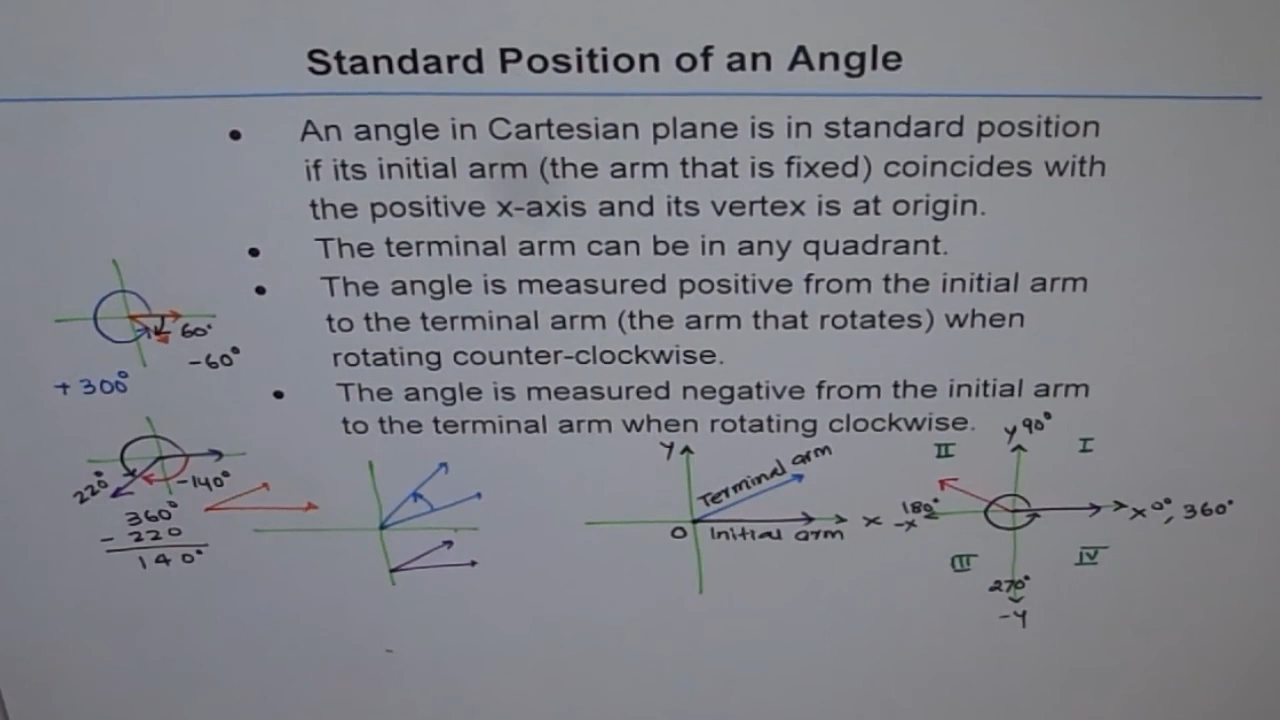 Standard Position of an Angle
• An angle in Cartesian plane is in standard position
if its initial arm (the arm that is fixed) coincides with
the positive x-axis and its vertex is at origin.
• The terminal arm can be in any quadrant.
• The angle is measured positive from the initial arm
to the terminal arm (the arm that rotates) when
rotating counter-clockwise.
• The angle is measured negative from the initial arm
to the terminal arm when rotating clockwise.
60°
-60°
+300°
220°
-140°
360°
- 220
140°
Y
Terminal arm
O
Initial arm
X
Y 90°
II
I
180°
-X
X 0°, 360°
III
IV
270°
-Y